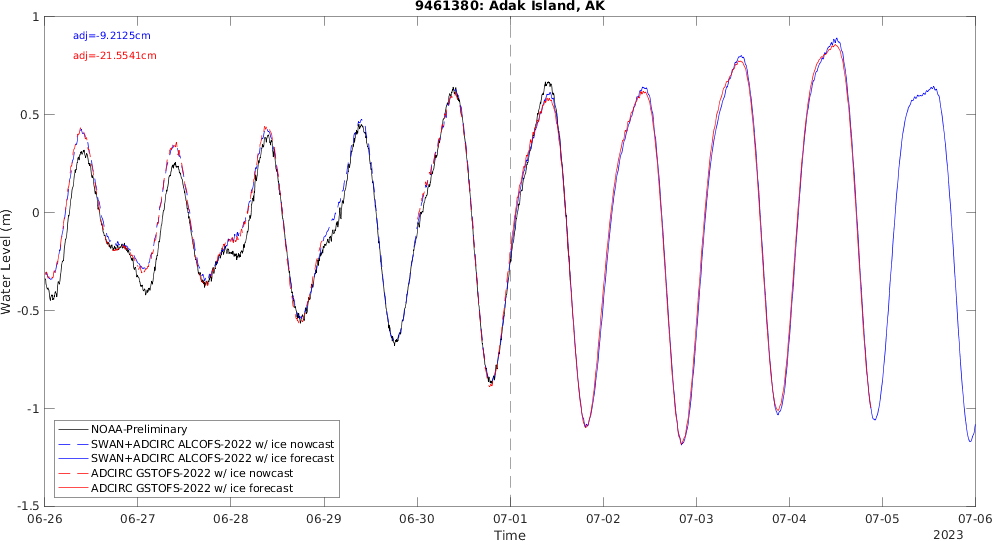 9461380: Adak Island, AK
adj=-9.2125cm
adj=-21.5541cm
1
0.5
0
-0.5
-1
-1.5
Water Level (m)
NOAA-Preliminary
SWAN+ADCIRC ALCOFS-2022 w/ ice nowcast
SWAN+ADCIRC ALCOFS-2022 w/ ice forecast
ADCIRC GSTOFS-2022 w/ ice nowcast
ADCIRC GSTOFS-2022 w/ ice forecast
06-26 06-27 06-28 06-29 06-30 07-01 07-02 07-03 07-04 07-05 07-06
Time
2023